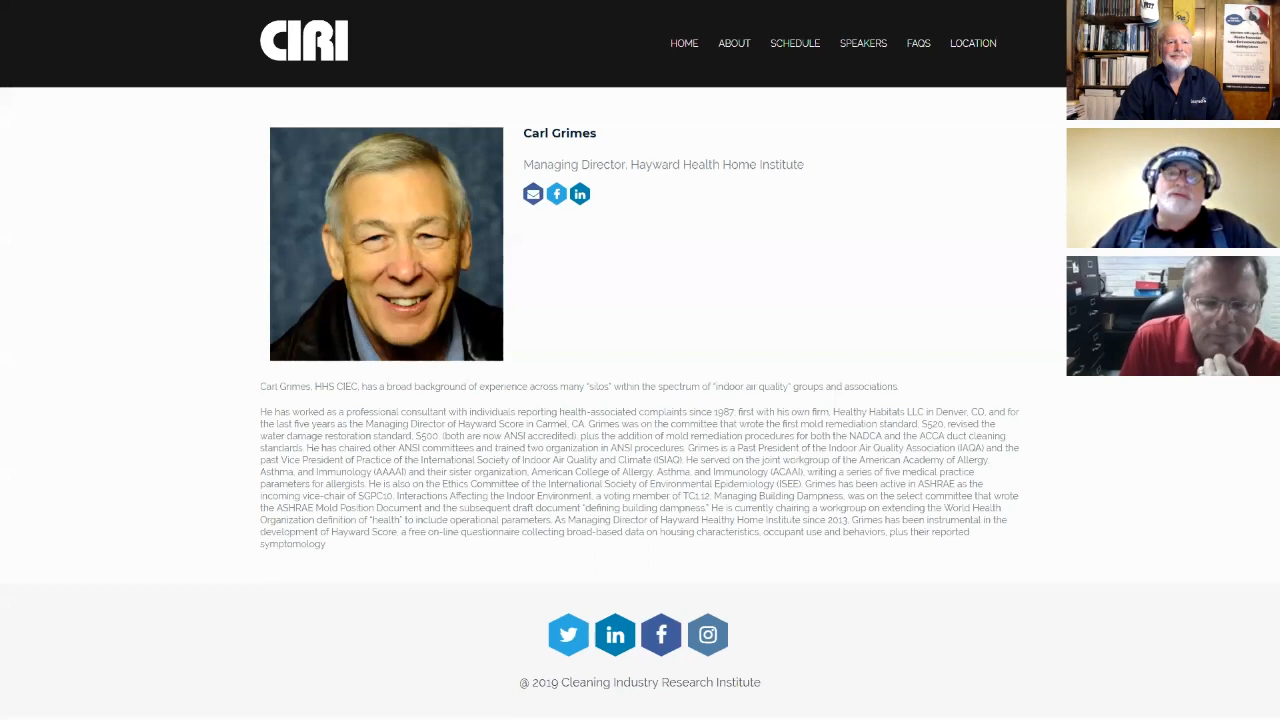 CIRI
HOME ABOUT SCHEDULE SPEAKERS FAQS LOCATION
Carl Grimes
Managing Director, Hayward Health Home Institute
Carl Grimes, HHS CIEC, has a broad background of experience across many "silos" within the spectrum of "indoor air quality" groups and associations.
He has worked as a professional consultant with individuals reporting health-associated complaints since 1987, first with his own firm, Healthy Habitats LLC in Denver, CO, and for
the last five years as the Managing Director of Hayward Score in Carmel, CA. Grimes was on the committee that wrote the first mold remediation standard, S520, revised the
water damage restoration standard, S500, (both are now ANSI accredited), plus the addition of mold remediation procedures for both the NADCA and the ACCA duct cleaning
standards. He has chaired other ANSI committees and trained two organization in ANSI procedures. Grimes is a Past President of the Indoor Air Quality Association (IAQA) and the
past Vice President of Practice of the International Society of Indoor Air Quality and Climate (ISIAQ). He served on the joint workgroup of the American Academy of Allergy,
Asthma, and Immunology (AAAAI) and their sister organization, American College of Allergy, Asthma, and Immunology (ACAAI), writing a series of five medical practice
parameters for allergists. He is also on the Ethics Committee of the International Society of Environmental Epidemiology (ISEE). Grimes has been active in ASHRAE as the
incoming vice-chair of SGPC10, Interactions Affecting the Indoor Environment, a voting member of TC1.12, Managing Building Dampness, was on the select committee that wrote
the ASHRAE Mold Position Document and the subsequent draft document "defining building dampness." He is currently chairing a workgroup on extending the World Health
Organization definition of "health" to include operational parameters. As Managing Director of Hayward Healthy Home Institute since 2013, Grimes has been instrumental in the
development of Hayward Score, a free on-line questionnaire collecting broad-based data on housing characteristics, occupant use and behaviors, plus their reported
symptomology
@ 2019 Cleaning Industry Research Institute